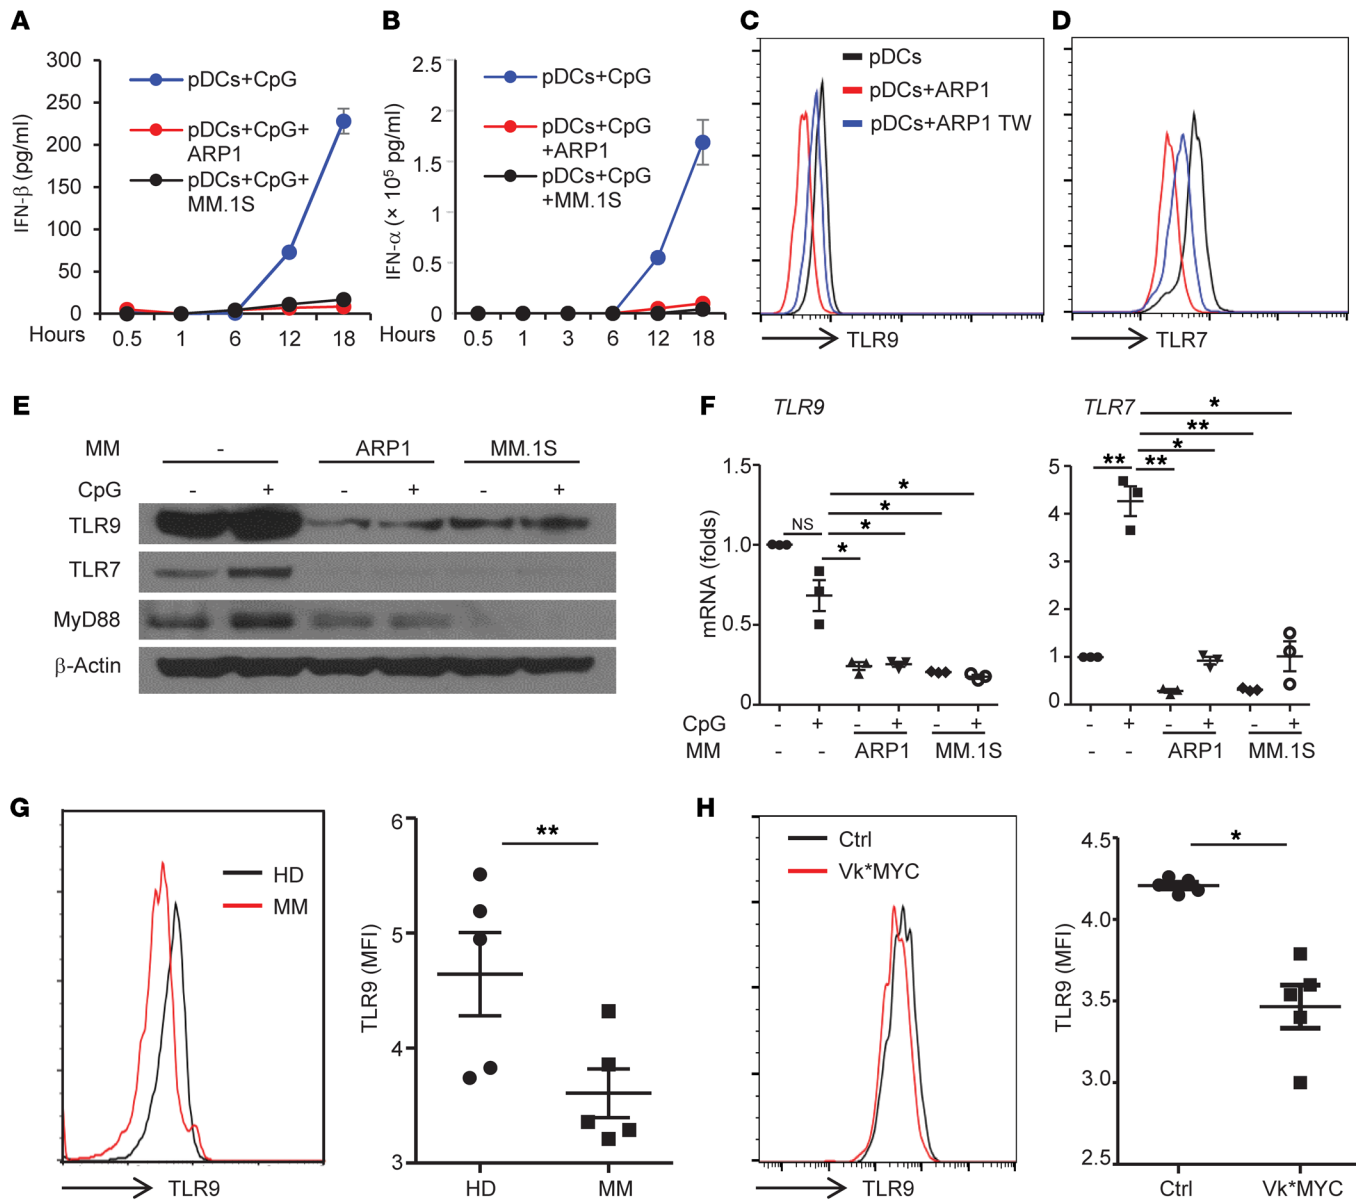 A
IFN-β (pg/ml)
300
250
200
150
100
50
0
pDCs+CpG
pDCs+CpG+
ARP1
pDCs+CpG+
MM.1S
Hours
0.5 1 6 12 18
B
IFN-α (× 10⁵ pg/ml)
2.5
2
1.5
1
0.5
0
pDCs+CpG
pDCs+CpG
+ARP1
pDCs+CpG
+MM.1S
Hours
0.5 1 3 6 12 18
C
pDCs
pDCs+ARP1
pDCs+ARP1 TW
TLR9
D
TLR7
E
MM - ARP1 MM.1S
CpG - + - + - +
TLR9
TLR7
MyD88
β-Actin
F
TLR9
mRNA (folds)
1.5
1.0
0.5
0
NS
*
*
*
*
CpG - + - + - +
MM - - ARP1 MM.1S
TLR7
5
4
3
2
1
0
*
**
*
** **
- + - + - +
- - ARP1 MM.1S
G
HD
MM
TLR9
TLR9 (MFI)
6
5
4
3
**
HD MM
H
Ctrl
Vk*MYC
TLR9
TLR9 (MFI)
4.5
4.0
3.5
3.0
2.5
*
Ctrl Vk*MYC